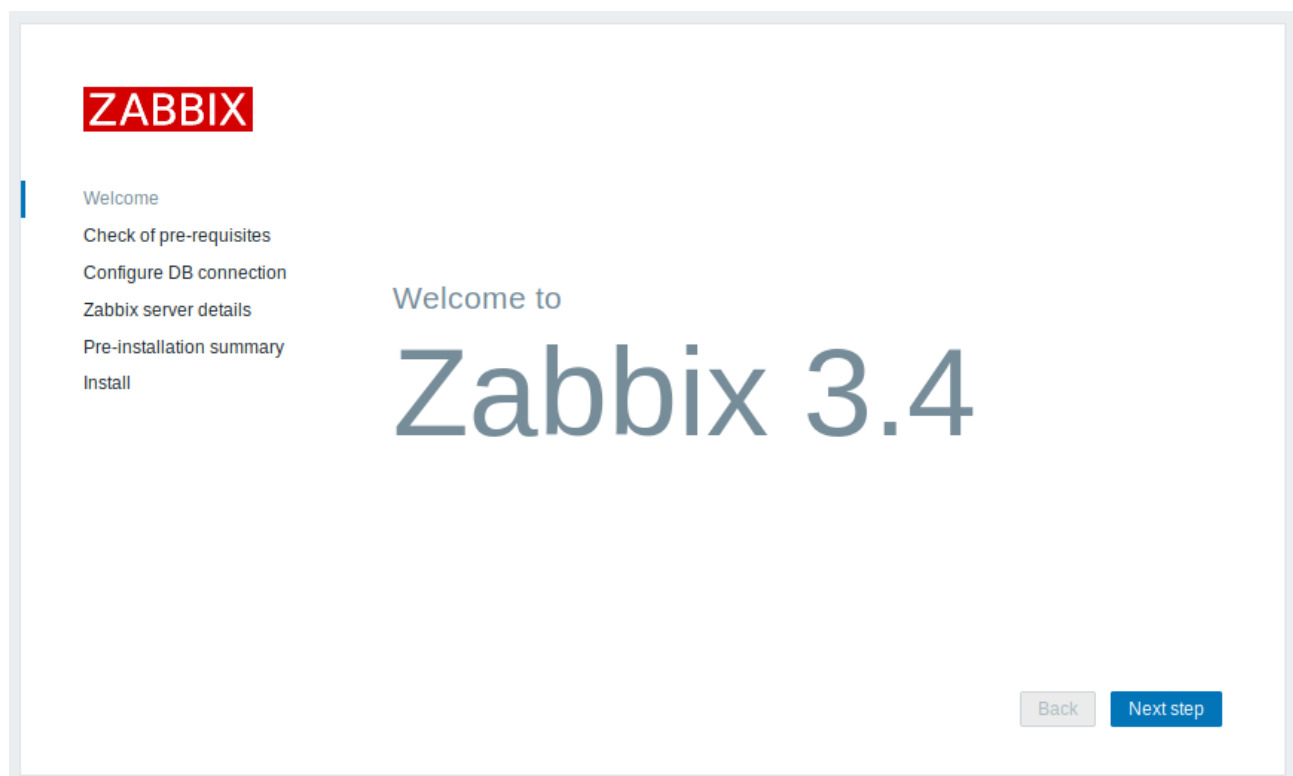 ZABBIX
Welcome
Check of pre-requisites
Configure DB connection
Zabbix server details
Pre-installation summary
Install
Welcome to
Zabbix 3.4
Back
Next step